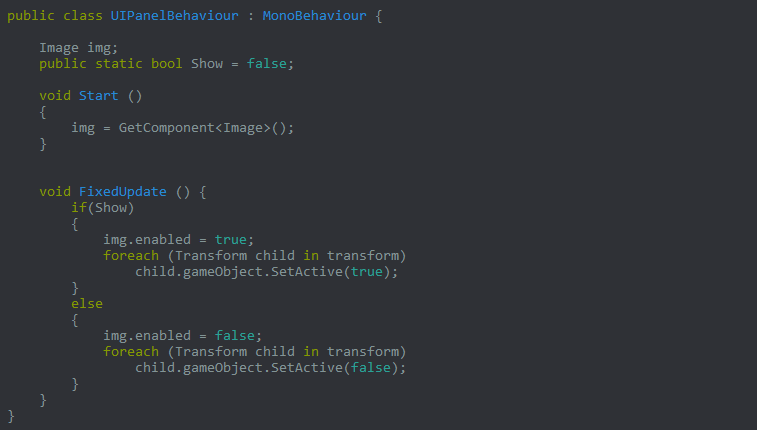 public class UIPanelBehaviour : MonoBehaviour {
Image img;
public static bool Show = false;
void Start ()
{
img = GetComponent<Image>();
}
void FixedUpdate () {
if(Show)
{
img.enabled = true;
foreach (Transform child in transform)
child.gameObject.SetActive(true);
}
else
{
img.enabled = false;
foreach (Transform child in transform)
child.gameObject.SetActive(false);
}
}
}